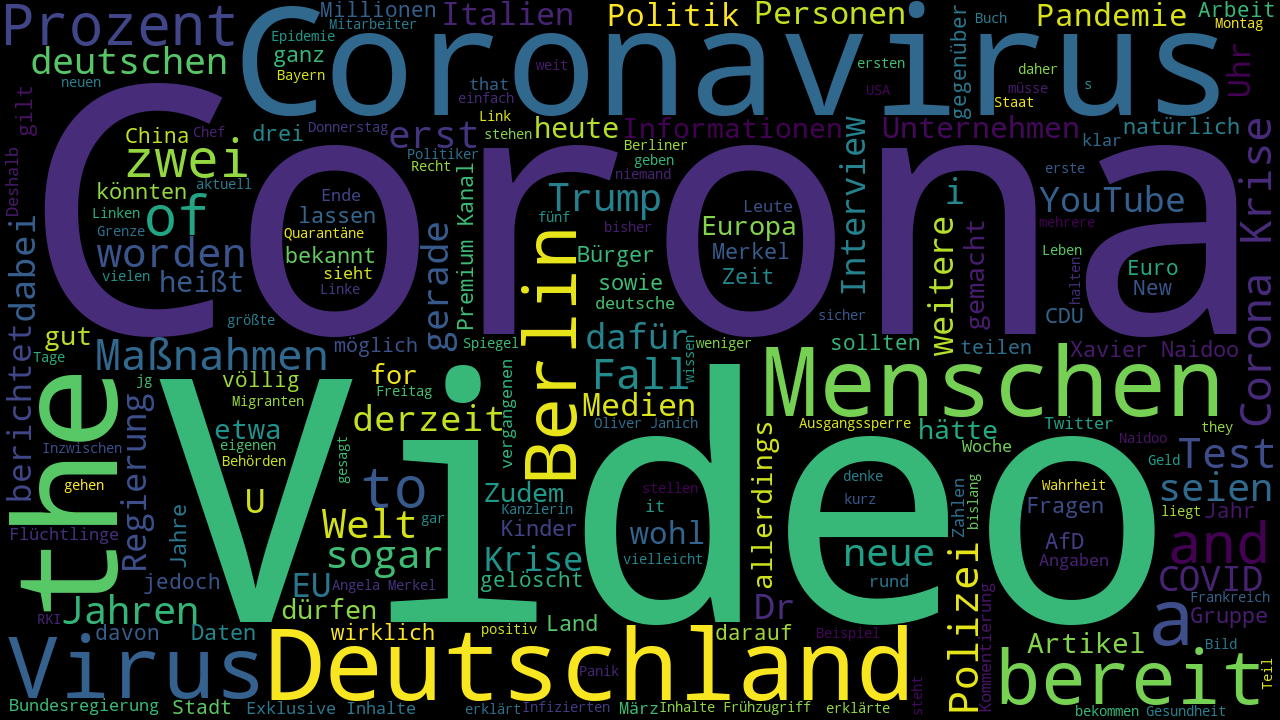 Prozent
Coronavirus
Millionen
Mitarbeiter
Italien
Politik
Personen
gegenüber
Buch
Pandemie
Arbeit
Montag
deutschen
Epidemie
ganz
Bayern
neuen
weit
that
einfach
Link
stehen
ersten
USA
daher
müsse
Staat
s
Uhr
gilt
China
Chef
drei
Donnerstag
erst
heute
Informationen
Unternehmen
klar
natürlich
Corona
zwei
Politiker
Recht
Berliner
geben
niemand
Interview
erste
Deshalb
könnten
aktuell
Linken
of
Grenze
worden
vielen
heißt
Ende
lassen
Quarantäne
bekannt
sieht
Linke
Premium Kanal
Trump
fünf
bisher
Bürger
Leute
Europa
Merkel
Zeit
i
YouTube
mehrere
Corona Krise
dabei
gerade
Berlin
sowie
deutsche
weitere
gemacht
Leben
halten
Euro
New
CDU
größte
sicher
gut
Tage
Maßnahmen
möglich
Spiegel
dafür
weniger
wissen
sollten
teilen
Xavier Naidoo
berichtet
the
jg
völlig
Migranten
for
Freitag
vergangenen
Fall
Medien
Menschen
Video
Regierung
etwa
eigenen
Behörden
gesagt
derzeit
Oliver Janich
Ausgangssperre
hätte
Twitter
Naidoo
they
Woche
Geld
Test
Inzwischen
gehen
U
to
Welt
gar
Zudem
Kanzlerin
Kinder
stellen
it
wohl
vielleicht
allerdings
denke
kurz
Zahlen
bislang
Wahrheit
Fragen
AfD
Angaben
seien
liegt
Jahr
Flüchtlinge
Jahre
jedoch
sogar
EU
Angela Merkel
Krise
gelöscht
neue
rund
and
COVID
Frankreich
Gruppe
RKI
Jahren
dürfen
Dr
Polizei
Kommentierung
a
davon
Daten
wirklich
positiv
Land
darauf
Beispiel
Artikel
Bild
Virus
Deutschland
Panik
bereit
Teil
Bundesregierung
Stadt
Exklusive Inhalte
erklärt
Infizierten
März
Inhalte Frühzugriff
erklärte
steht
bekommen
Gesundheit